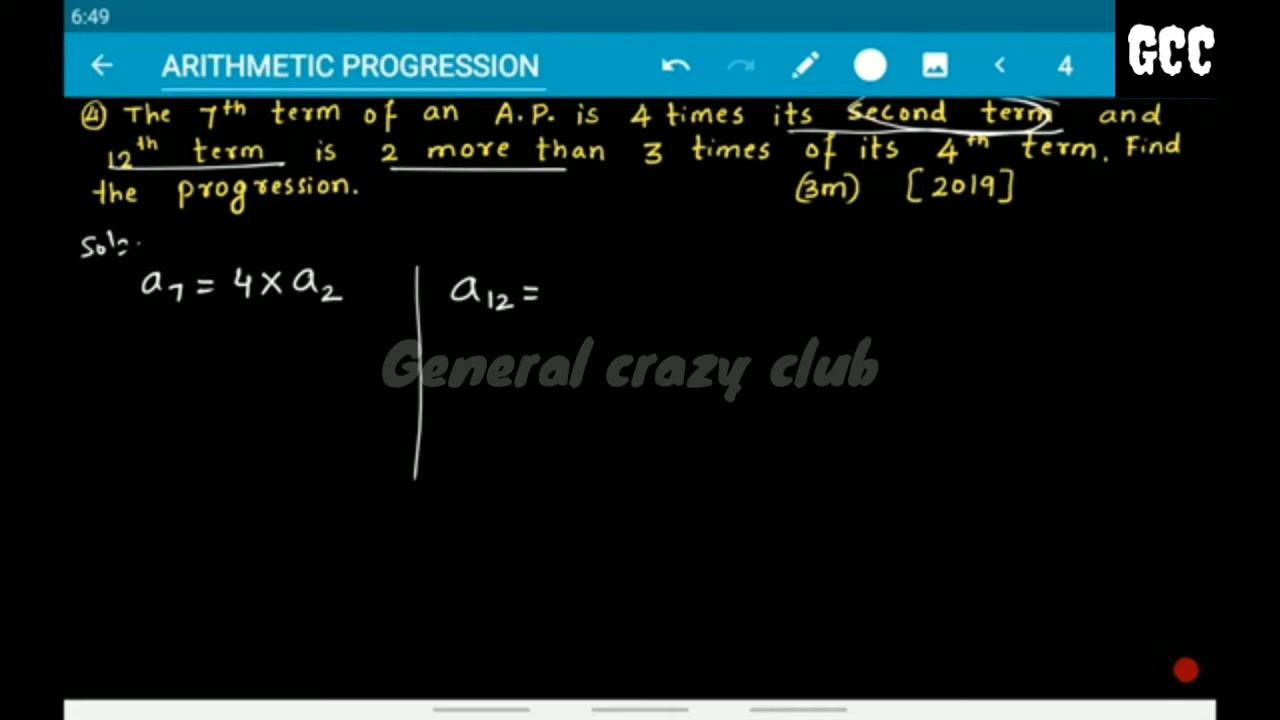 6:49
ARITHMETIC PROGRESSION
4
GCC
④ The 7th term of an A.P. is 4 times its second term and
12th term is 2 more than 3 times of its 4th term. Find
the progression. (3m) [2019]
Soln:
a₇ = 4 × a₂
a₁₂ =
General crazy club